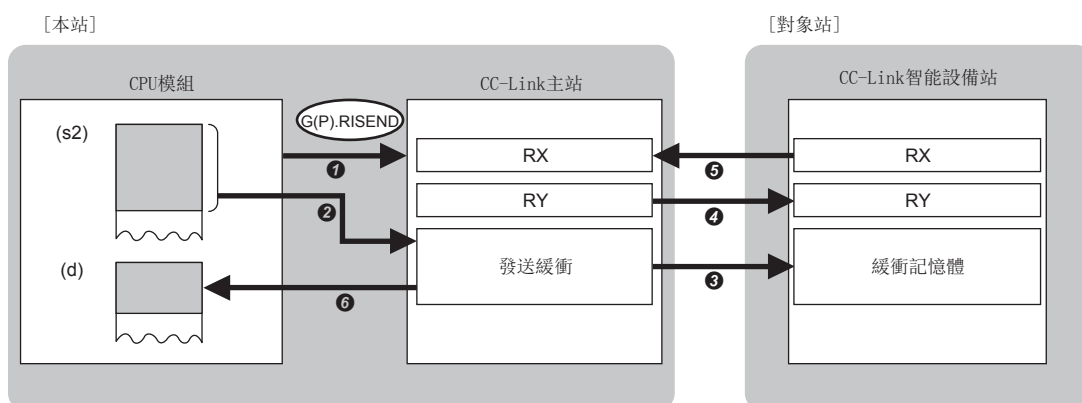 [本站]
[對象站]
CPU模組
CC-Link主站
CC-Link智能設備站
G(P).RISEND
(s2)
RX
RX
❶
❺
RY
RY
❷
❹
(d)
發送緩衝
緩衝記憶體
❸
❻